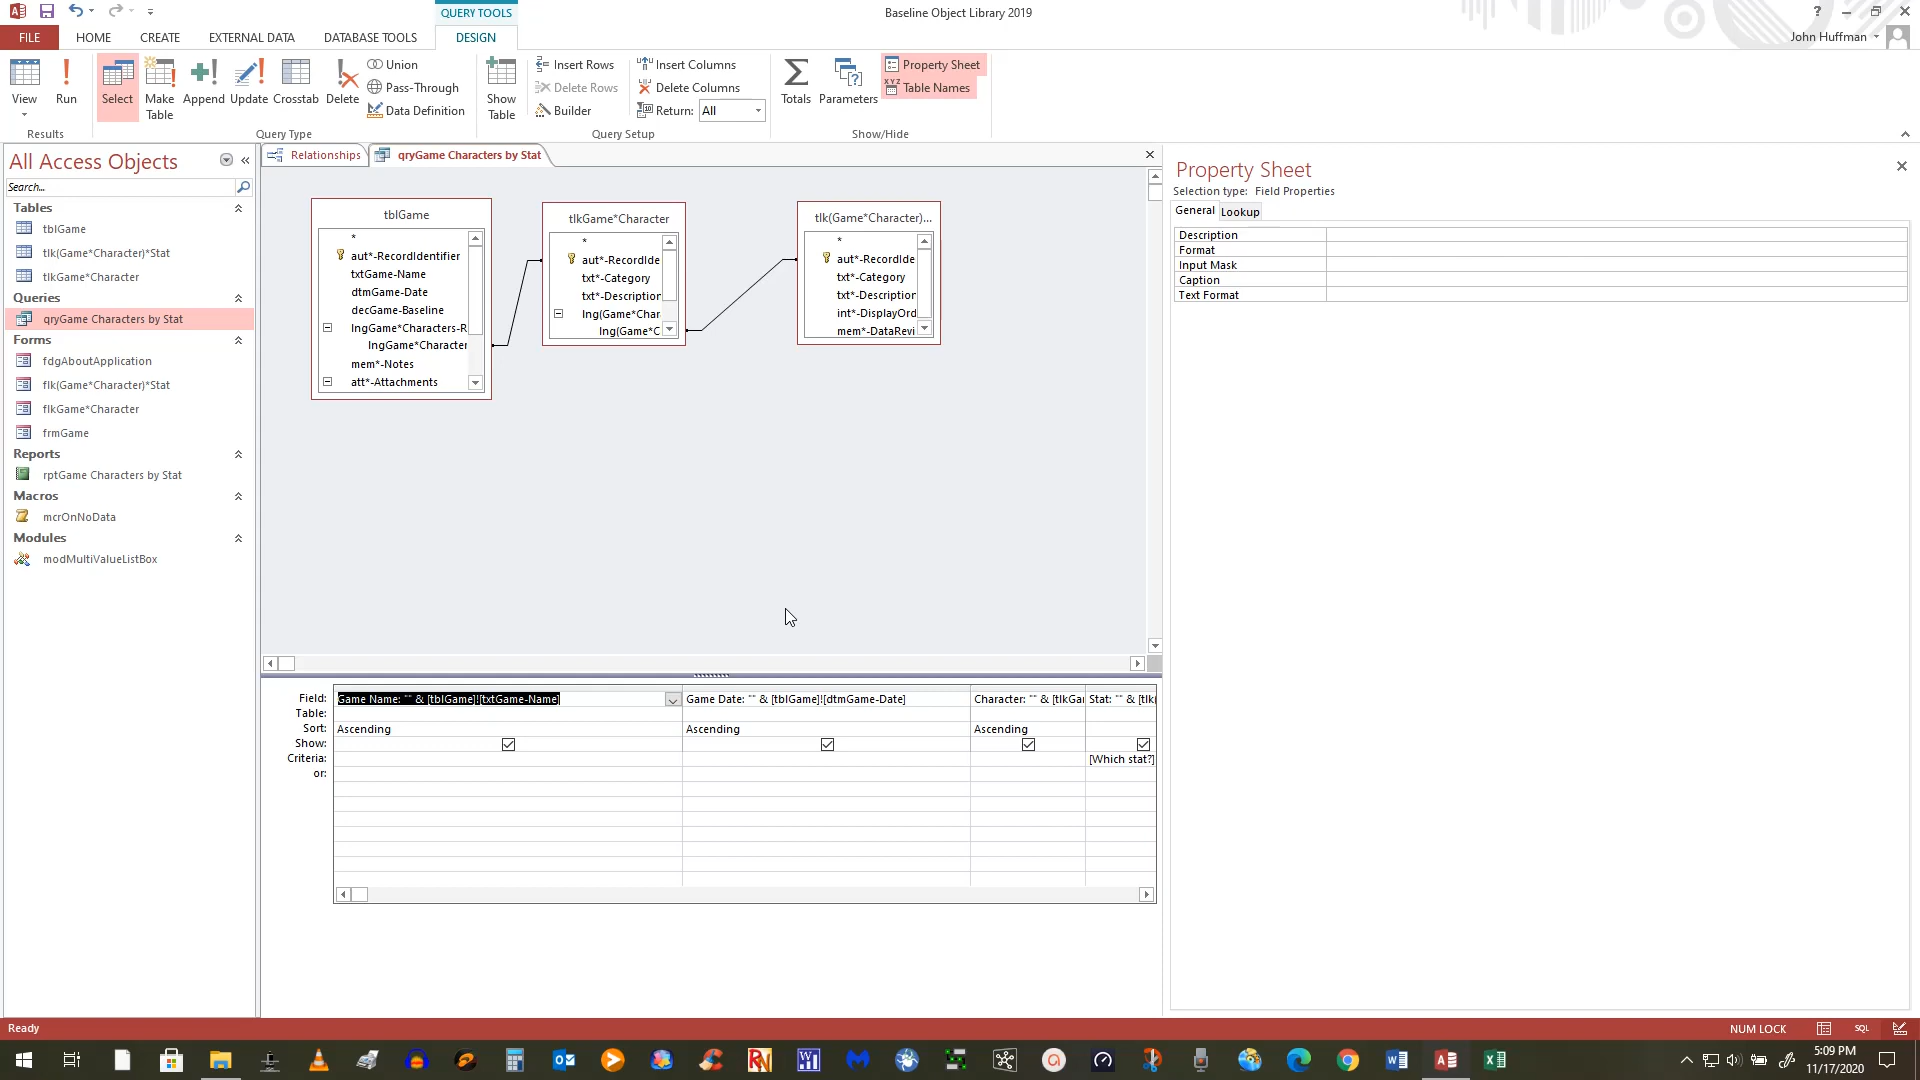 QUERY TOOLS
Baseline Object Library 2019
?
FILE
HOME
CREATE
EXTERNAL DATA
DATABASE TOOLS
DESIGN
John Huffman
View
Run
Select
Make
Table
Append
Update
Crosstab
Delete
Union
Pass-Through
Data Definition
Show
Table
Insert Rows
Delete Rows
Builder
Insert Columns
Delete Columns
Return: All
Totals
Parameters
Property Sheet
Table Names
Results
Query Type
Query Setup
Show/Hide
All Access Objects
Search...
Tables
tblGame
tlk(Game*Character)*Stat
tlkGame*Character
Queries
qryGame Characters by Stat
Forms
fdgAboutApplication
flk(Game*Character)*Stat
flkGame*Character
frmGame
Reports
rptGame Characters by Stat
Macros
mcrOnNoData
Modules
modMultiValueListBox
Relationships
qryGame Characters by Stat
tblGame
*
aut*-RecordIdentifier
txtGame-Name
dtmGame-Date
decGame-Baseline
lngGame*Characters-R
lngGame*Character
mem*-Notes
att*-Attachments
tlkGame*Character
*
aut*-RecordIde
txt*-Category
txt*-Description
lng(Game*Char
lng(Game*C
tlk(Game*Character)...
*
aut*-RecordIde
txt*-Category
txt*-Description
int*-DisplayOrd
mem*-DataRevi
Field: Game Name: "" & [tblGame]![txtGame-Name] Game Date: "" & [tblGame]![dtmGame-Date] Character: "" & [tlkGar Stat: "" & [tlk
Table:
Sort: Ascending Ascending Ascending
Show:
Criteria: [Which stat?]
or:
Property Sheet
Selection type: Field Properties
General
Lookup
Description
Format
Input Mask
Caption
Text Format
Ready
NUM LOCK
SQL
5:09 PM
11/17/2020